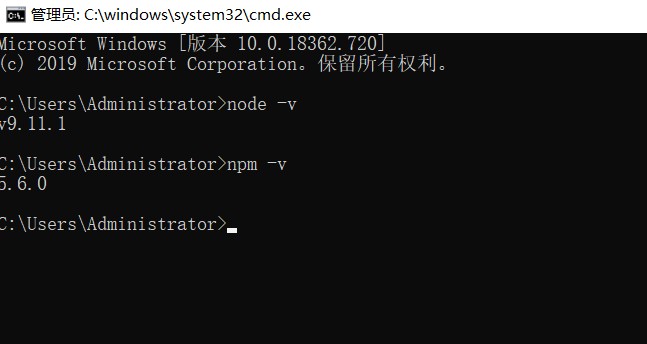 管理员: C:\windows\system32\cmd.exe
Microsoft Windows [版本 10.0.18362.720]
(c) 2019 Microsoft Corporation。保留所有权利。
C:\Users\Administrator>node -v
v9.11.1
C:\Users\Administrator>npm -v
5.6.0
C:\Users\Administrator>